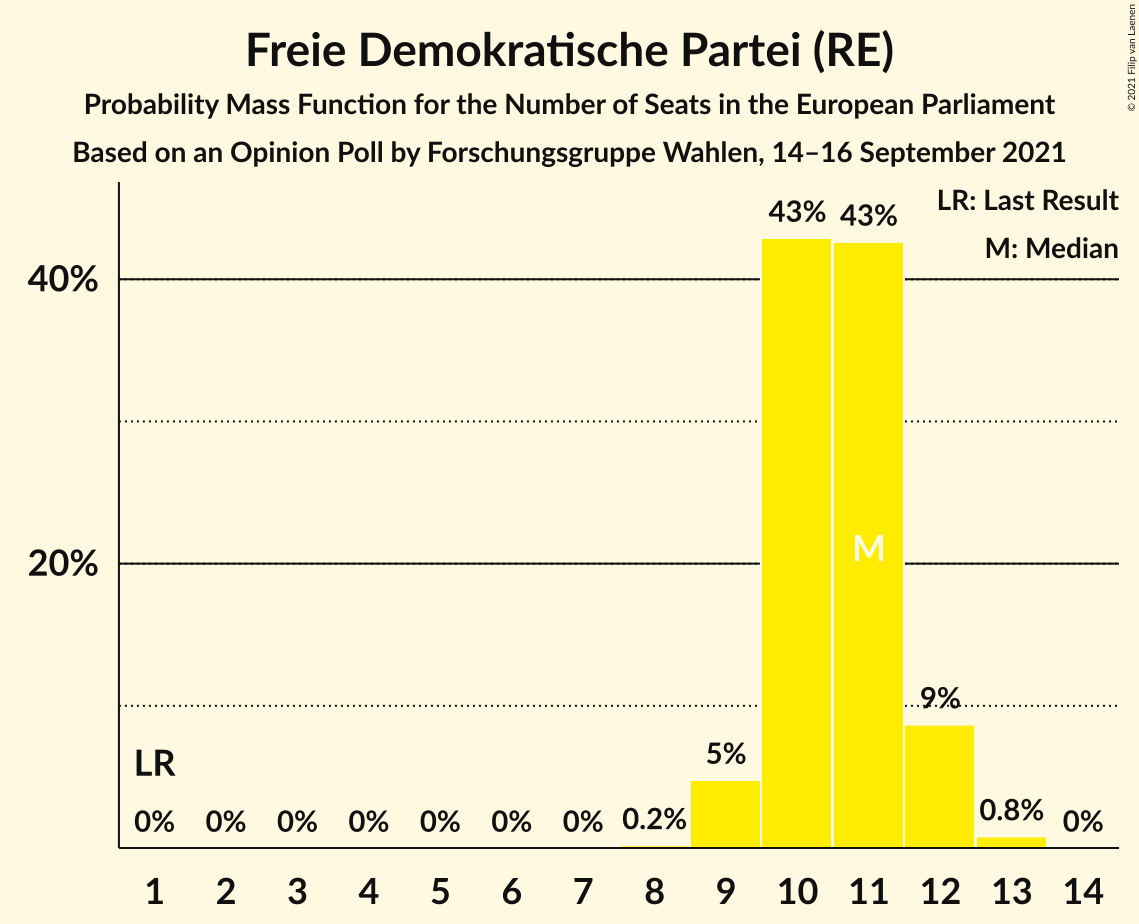 Freie Demokratische Partei (RE)
Probability Mass Function for the Number of Seats in the European Parliament
Based on an Opinion Poll by Forschungsgruppe Wahlen, 14–16 September 2021
© 2021 Filip van Laenen
LR: Last Result
M: Median
43% 43%
40%
M
20%
9%
LR
5%
0% 0% 0% 0% 0% 0% 0% 0.2% 0.8% 0%
1 2 3 4 5 6 7 8 9 10 11 12 13 14